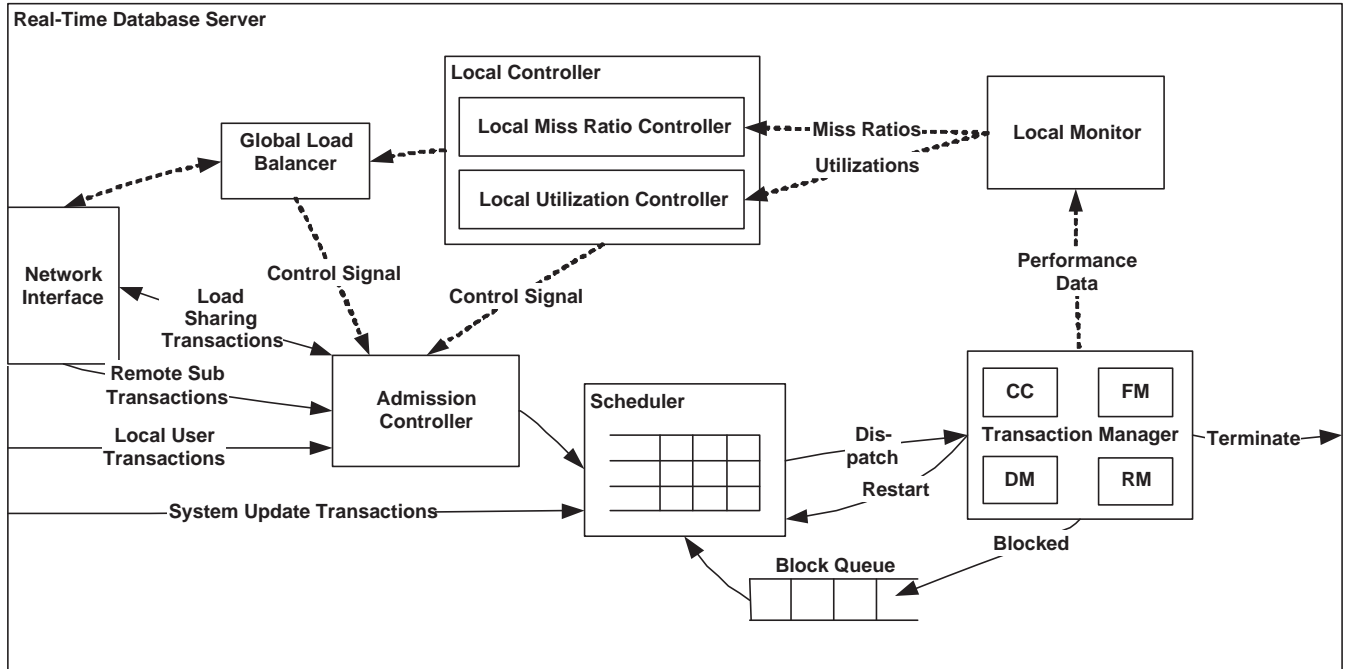 Real-Time Database Server
Local Controller
Local Miss Ratio Controller
Local Utilization Controller
Global Load
Balancer
Miss Ratios
Utilizations
Local Monitor
Network
Interface
Control Signal
Control Signal
Performance
Data
Load
Sharing
Transactions
Remote Sub
Transactions
Local User
Transactions
Admission
Controller
System Update Transactions
Scheduler
Dis-
patch
Restart
CC
FM
Transaction Manager
DM
RM
Terminate
Blocked
Block Queue